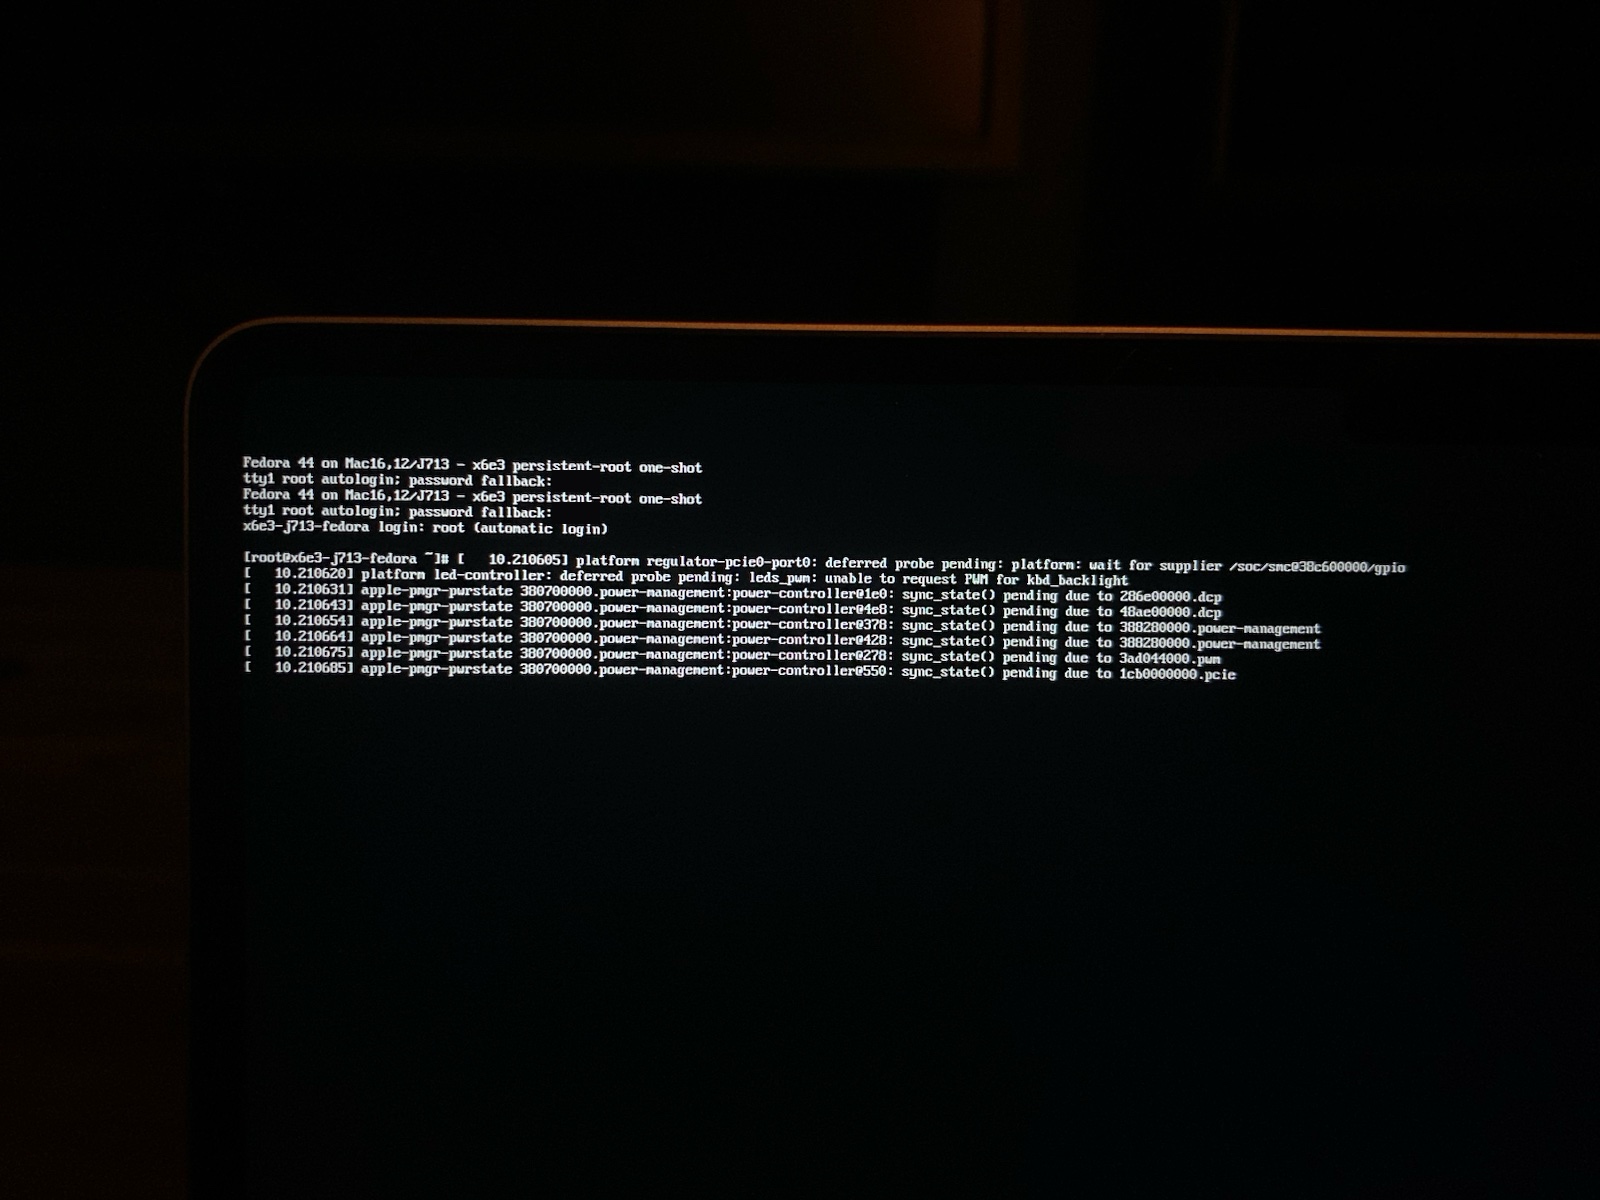 Fedora 44 on Mac16,12/J713 - x6e3 persistent-root one-shot
tty1 root autologin; password fallback:
Fedora 44 on Mac16,12/J713 - x6e3 persistent-root one-shot
tty1 root autologin; password fallback:
x6e3-j713-fedora login: root (automatic login)
[root@x6e3-j713-fedora ~]# [   10.210605] platform regulator-pcie0-port0: deferred probe pending: platform: wait for supplier /soc/smc@38c600000/gpio
[   10.210620] platform led-controller: deferred probe pending: leds_pwm: unable to request PWM for kbd_backlight
[   10.210631] apple-pmgr-pwrstate 380700000.power-management:power-controller@1e0: sync_state() pending due to 286e00000.dcp
[   10.210643] apple-pmgr-pwrstate 380700000.power-management:power-controller@4e8: sync_state() pending due to 48ae00000.dcp
[   10.210654] apple-pmgr-pwrstate 380700000.power-management:power-controller@378: sync_state() pending due to 388280000.power-management
[   10.210664] apple-pmgr-pwrstate 380700000.power-management:power-controller@428: sync_state() pending due to 388280000.power-management
[   10.210675] apple-pmgr-pwrstate 380700000.power-management:power-controller@278: sync_state() pending due to 3ad044000.pwm
[   10.210685] apple-pmgr-pwrstate 380700000.power-management:power-controller@550: sync_state() pending due to 1cb0000000.pcie